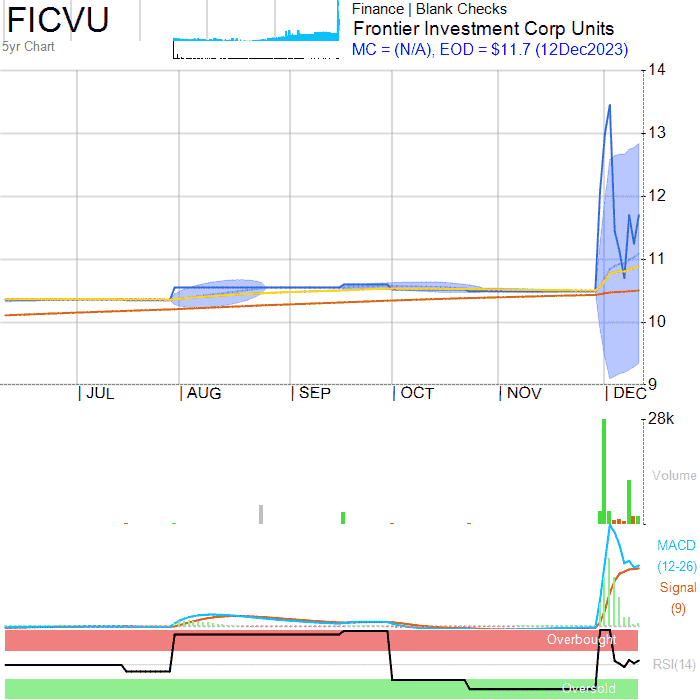 FICVU
5yr Chart
Finance | Blank Checks
Frontier Investment Corp Units
MC = (N/A), EOD = $11.7 (12Dec2023)
14
13
12
11
10
9
JUL AUG SEP OCT NOV DEC
28k
Volume
MACD
(12-26)
Signal
(9)
Overbought
RSI(14)
Oversold